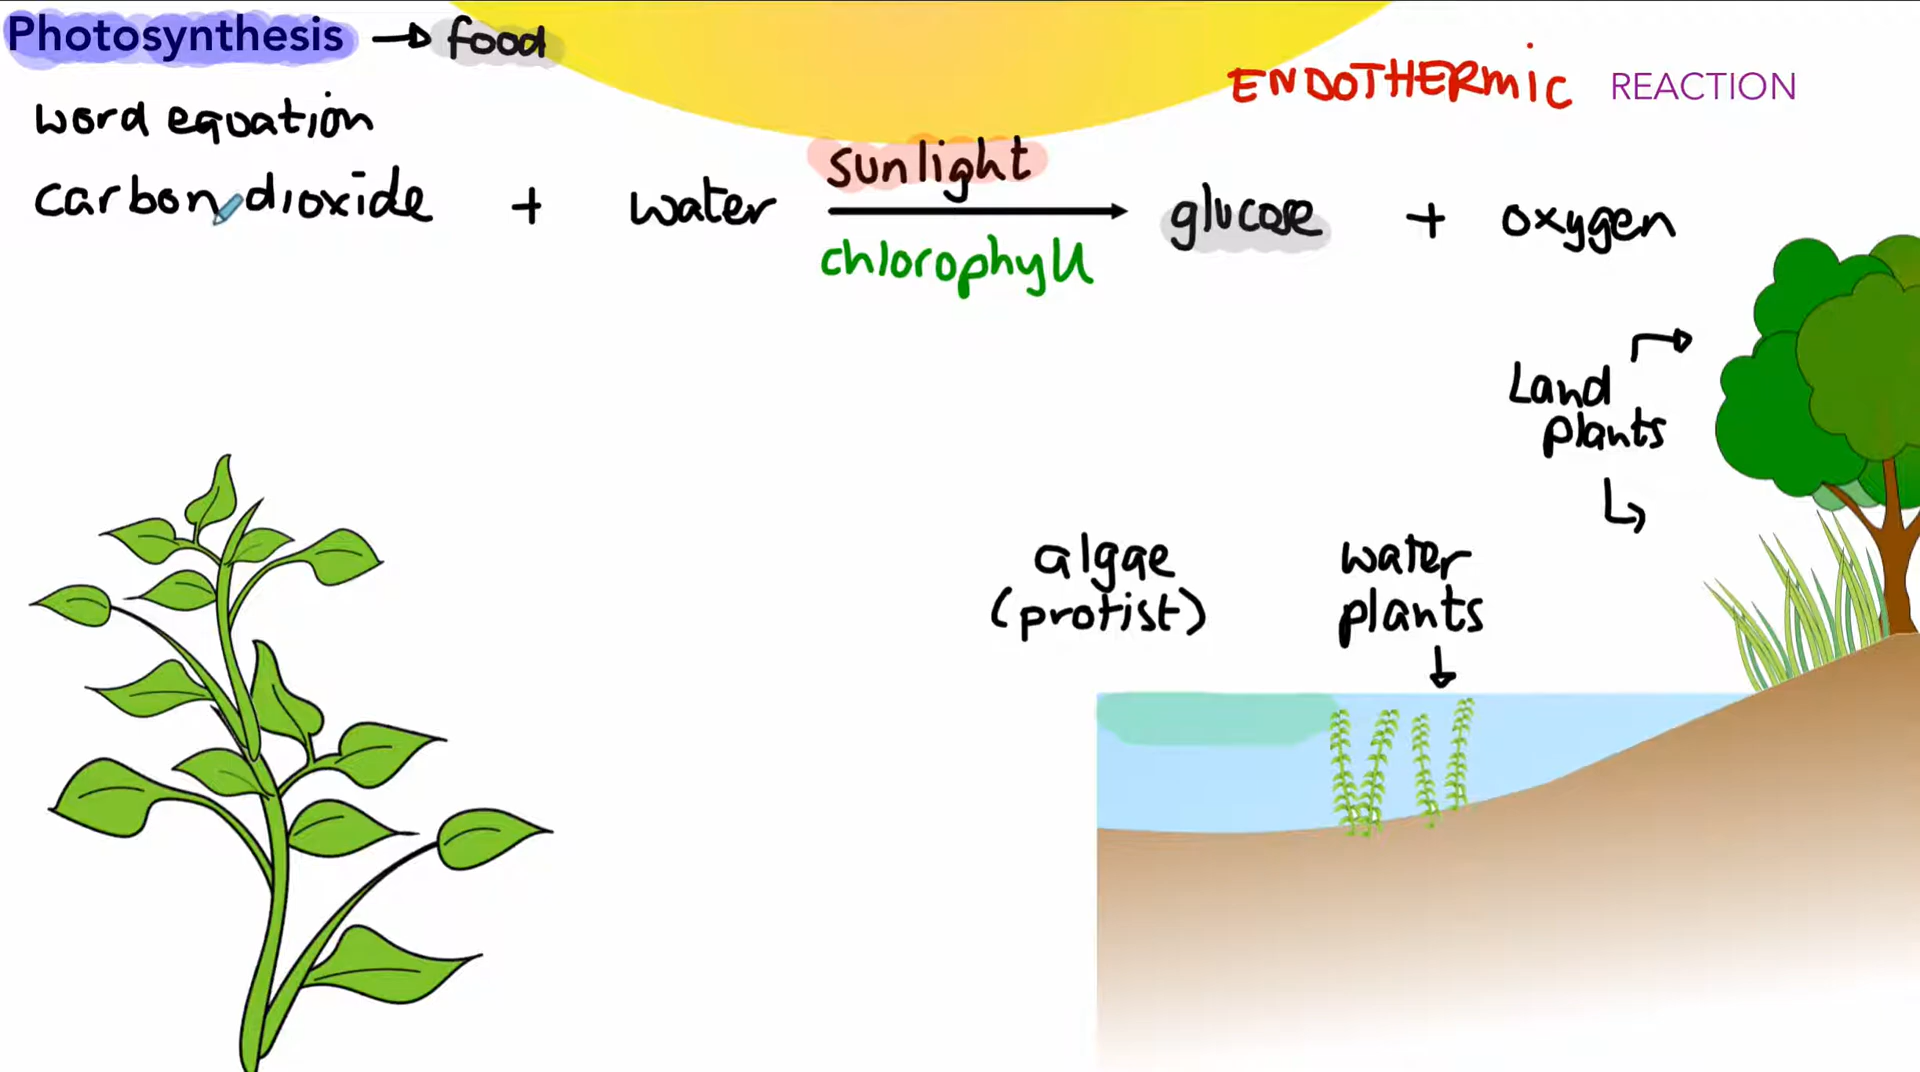 Photosynthesis → food
ENDOTHERMIC REACTION
word equation
sunlight
carbon dioxide + water → glucose + oxygen
chlorophyll
Land
plants
algae
(protist)
water
plants